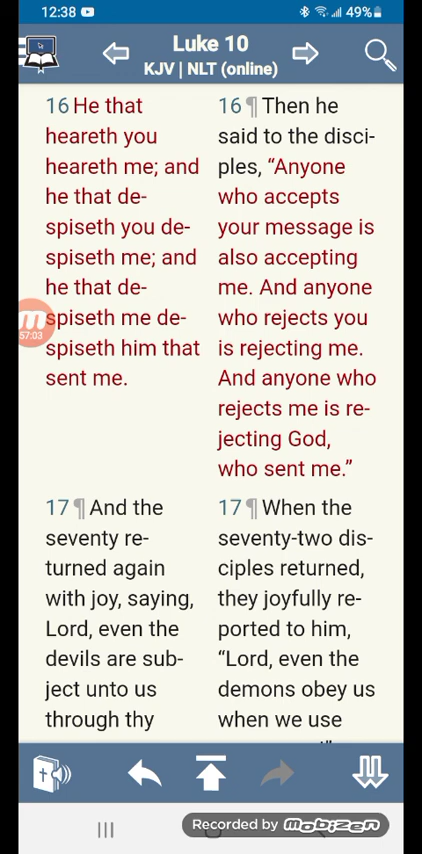 12:38
49%
Luke 10
KJV | NLT (online)
16 He that
heareth you
heareth me; and
he that de-
spiseth you de-
spiseth me; and
he that de-
spiseth me de-
spiseth him that
sent me.
16 ¶ Then he
said to the disci-
ples, “Anyone
who accepts
your message is
also accepting
me. And anyone
who rejects you
is rejecting me.
And anyone who
rejects me is re-
jecting God,
who sent me.”
m
57:03
17 ¶ And the
seventy re-
turned again
with joy, saying,
Lord, even the
devils are sub-
ject unto us
through thy
17 ¶ When the
seventy-two dis-
ciples returned,
they joyfully re-
ported to him,
“Lord, even the
demons obey us
when we use
Recorded by mobizen